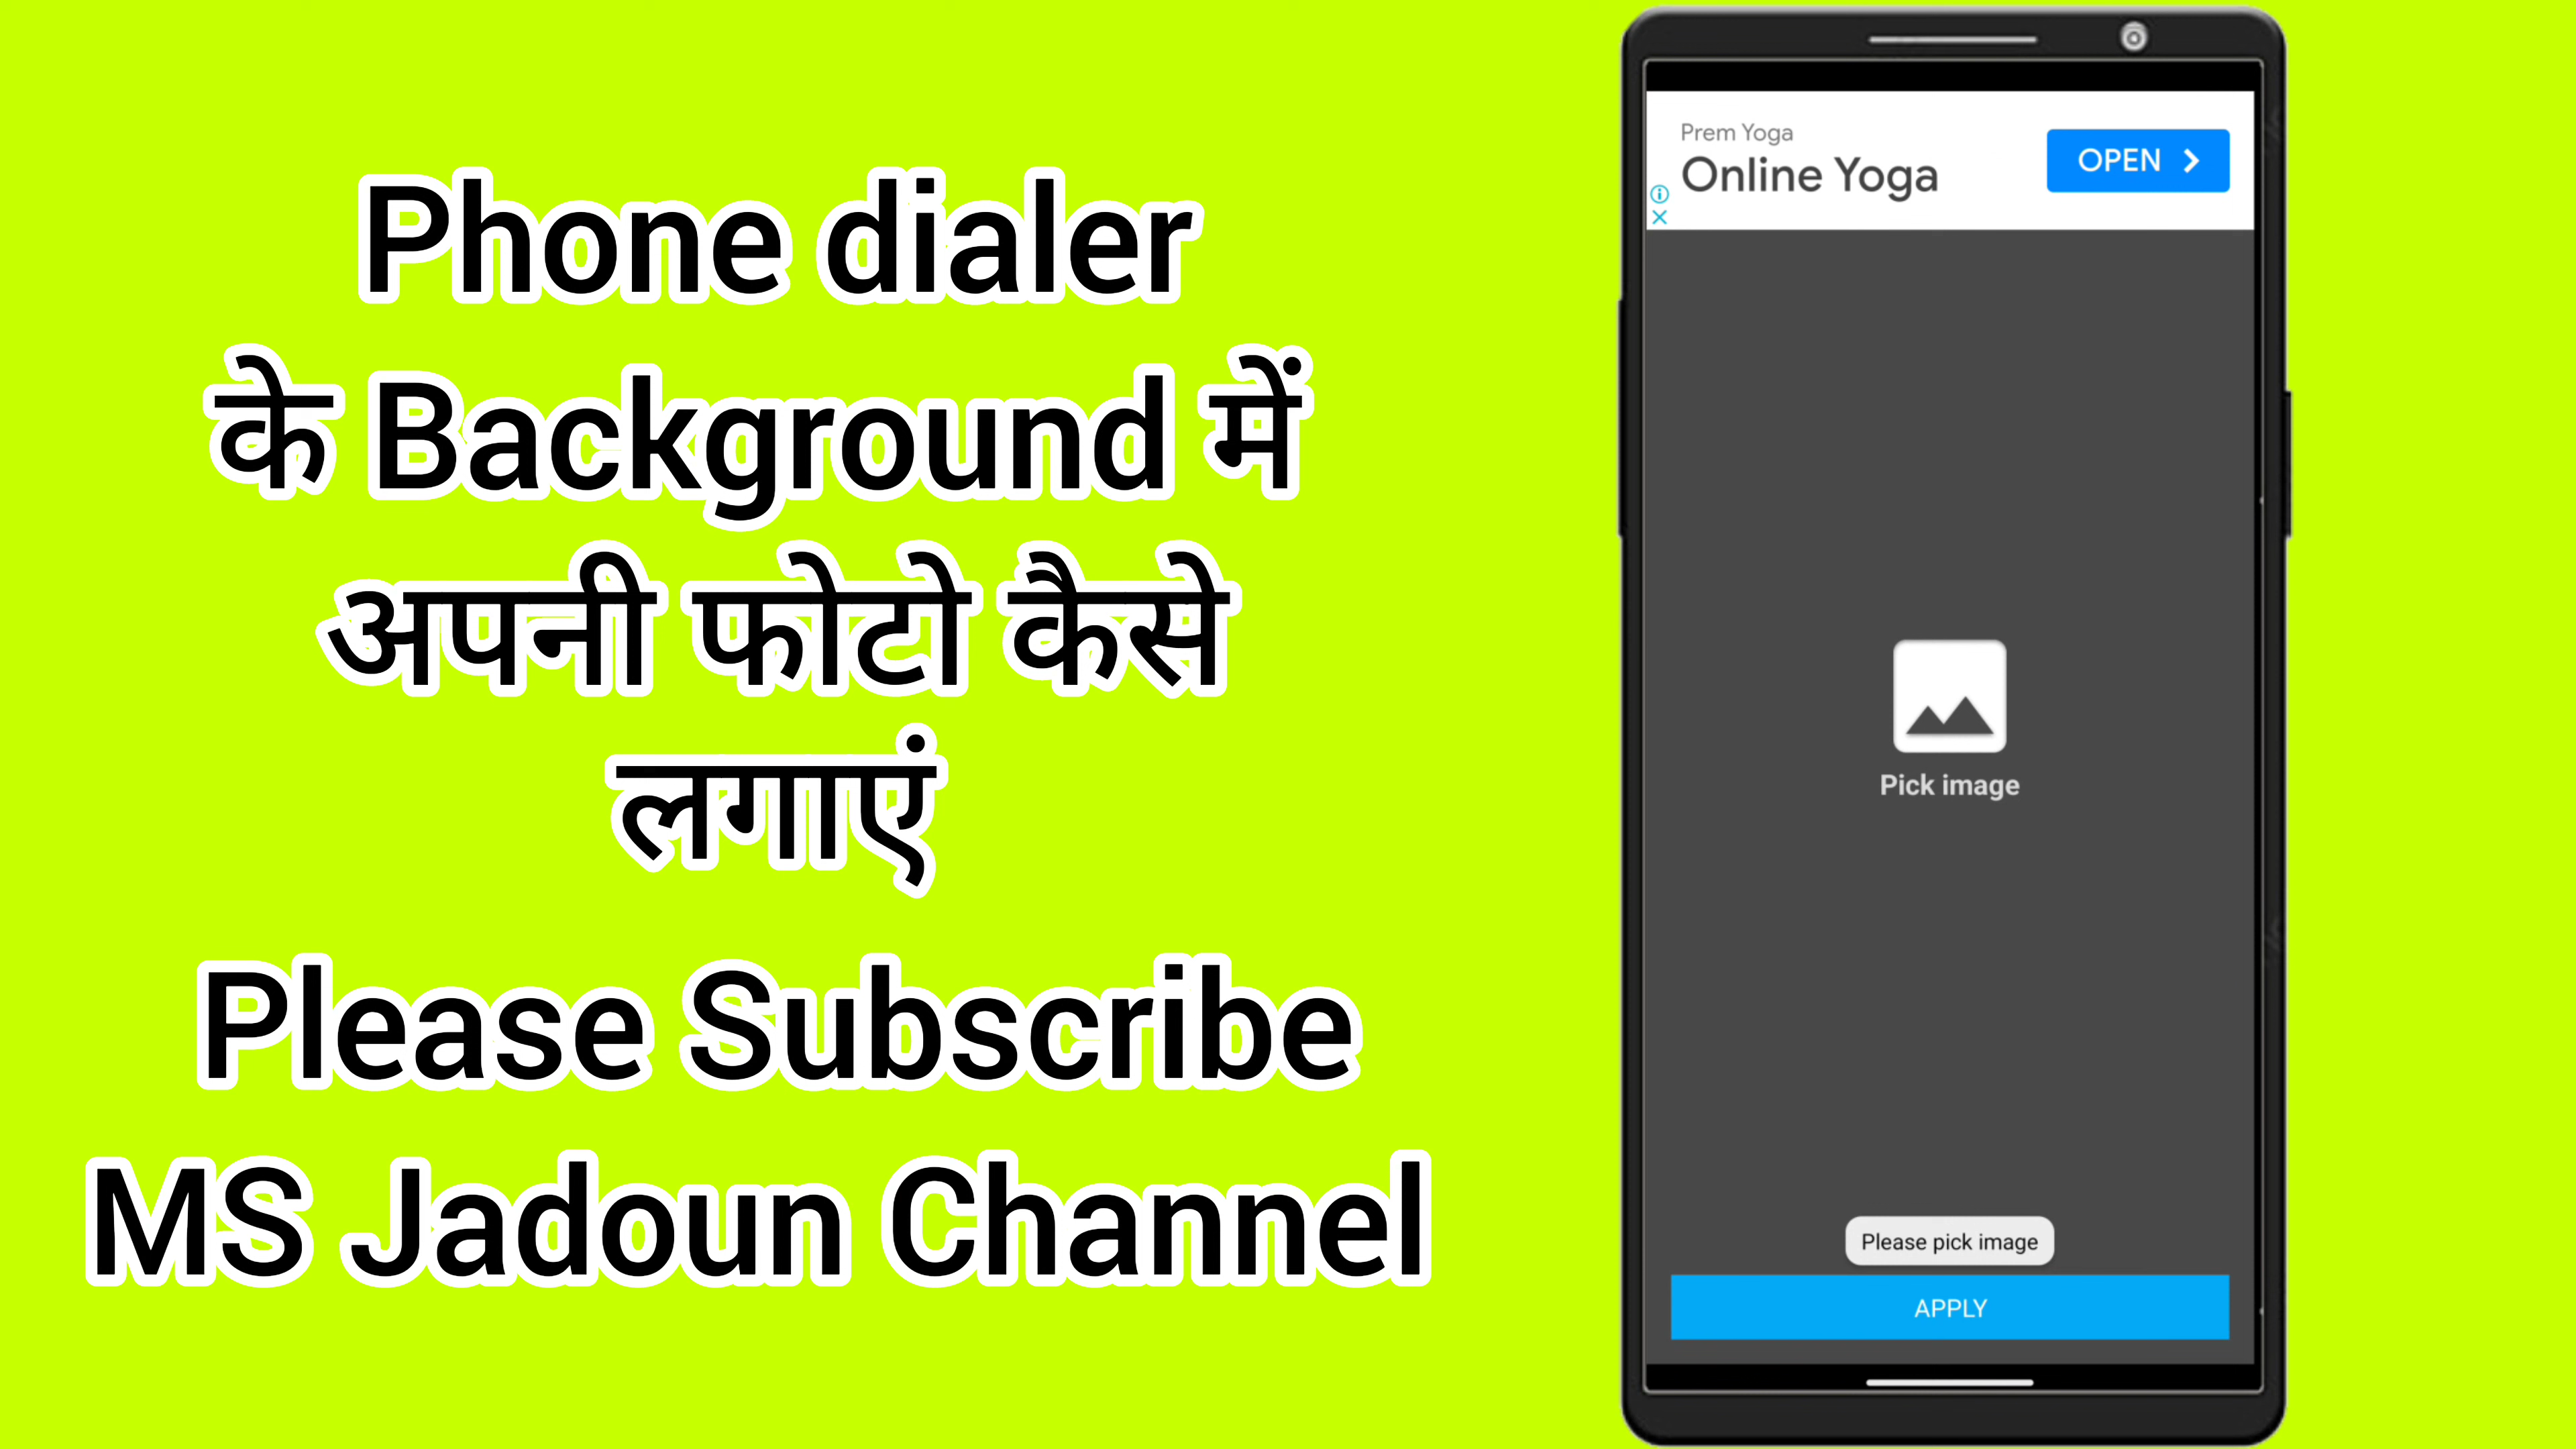 Phone dialer
के Background में
अपनी फोटो कैसे
लगाएं
Please Subscribe
MS Jadoun Channel
Prem Yoga
Online Yoga
OPEN
Pick image
Please pick image
APPLY